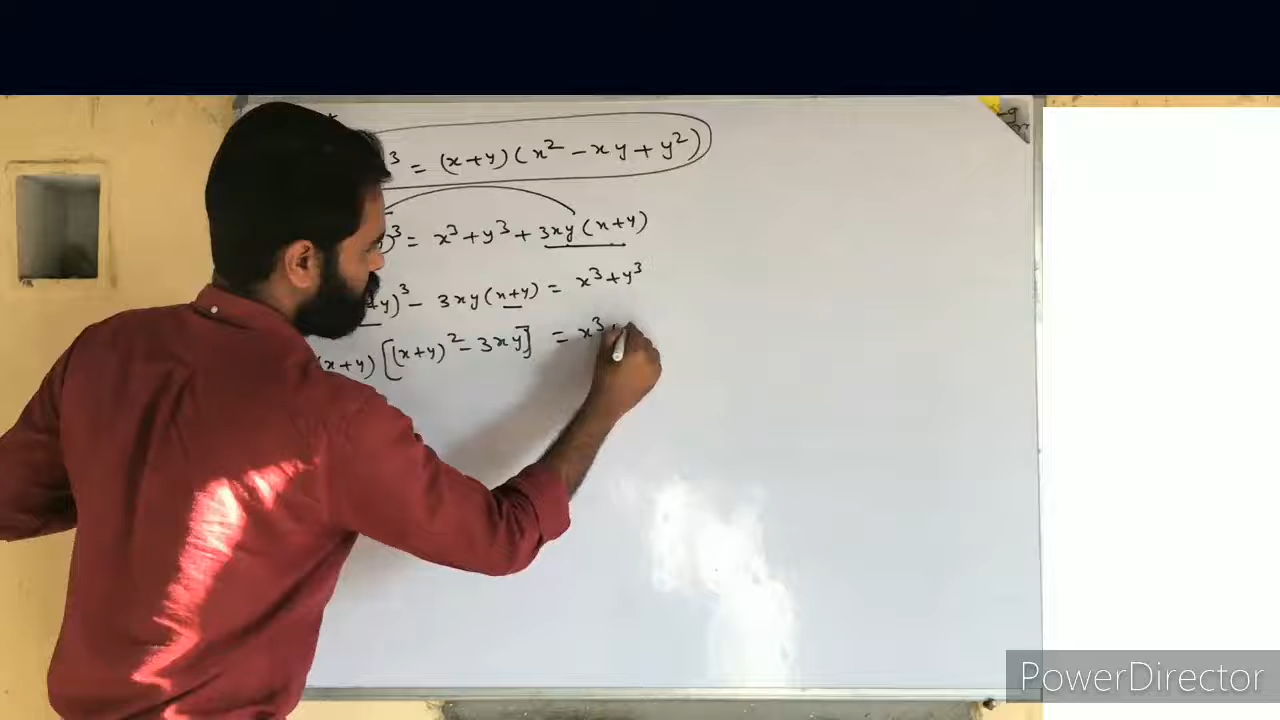 ³ = (x+y)(x² - xy + y²)
)³ = x³ + y³ + 3xy(x+y)
+y)³ - 3xy(x+y) = x³ + y³
(x+y)[(x+y)² - 3xy] = x³
PowerDirector